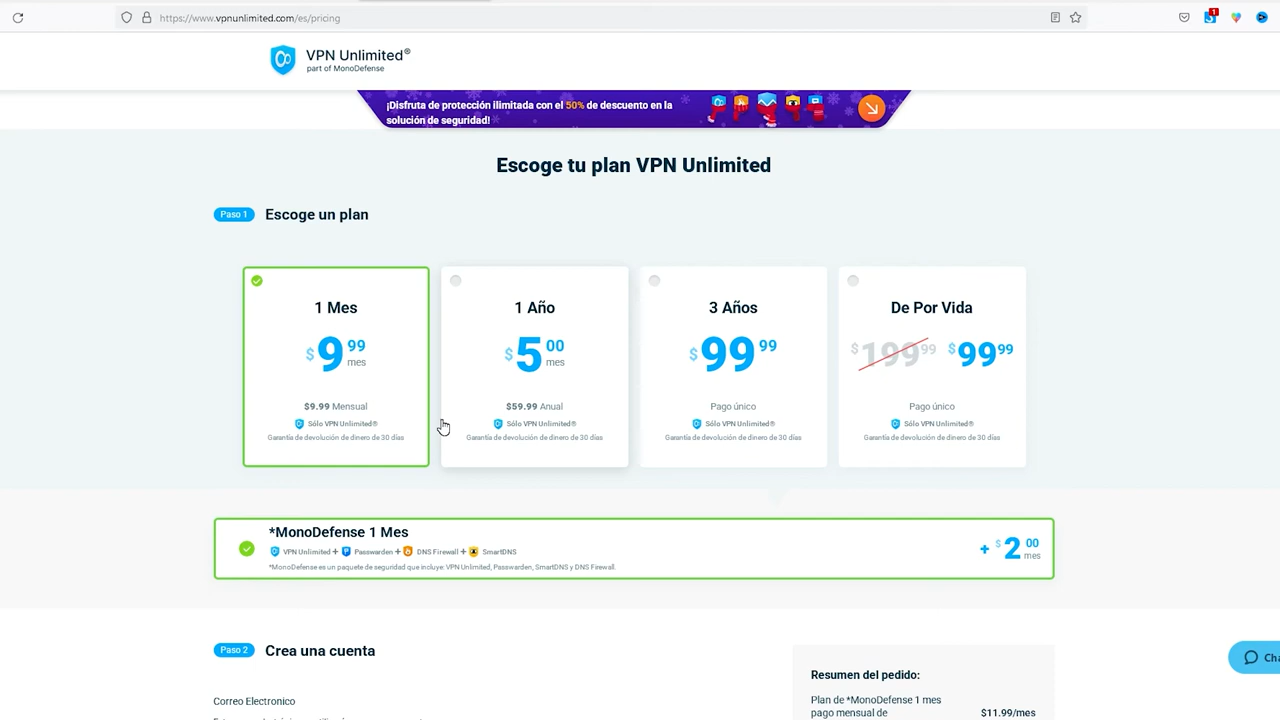 https://www.vpnunlimited.com/es/pricing
1
VPN Unlimited®
part of MonoDefense
¡Disfruta de protección ilimitada con el 50% de descuento en la
solución de seguridad!
Escoge tu plan VPN Unlimited
Paso 1 Escoge un plan
1 Mes
$9 99
mes
$9.99 Mensual
Sólo VPN Unlimited®
Garantía de devolución de dinero de 30 días
1 Año
$5 00
mes
$59.99 Anual
Sólo VPN Unlimited®
Garantía de devolución de dinero de 30 días
3 Años
$99 99
Pago único
Sólo VPN Unlimited®
Garantía de devolución de dinero de 30 días
De Por Vida
$199 99 $99 99
Pago único
Sólo VPN Unlimited®
Garantía de devolución de dinero de 30 días
*MonoDefense 1 Mes
VPN Unlimited + Passwarden + DNS Firewall + SmartDNS
*MonoDefense es un paquete de seguridad que incluye: VPN Unlimited, Passwarden, SmartDNS y DNS Firewall.
+ $2 00
mes
Paso 2 Crea una cuenta
Correo Electronico
Resumen del pedido:
Plan de *MonoDefense 1 mes
pago mensual de $11.99/mes